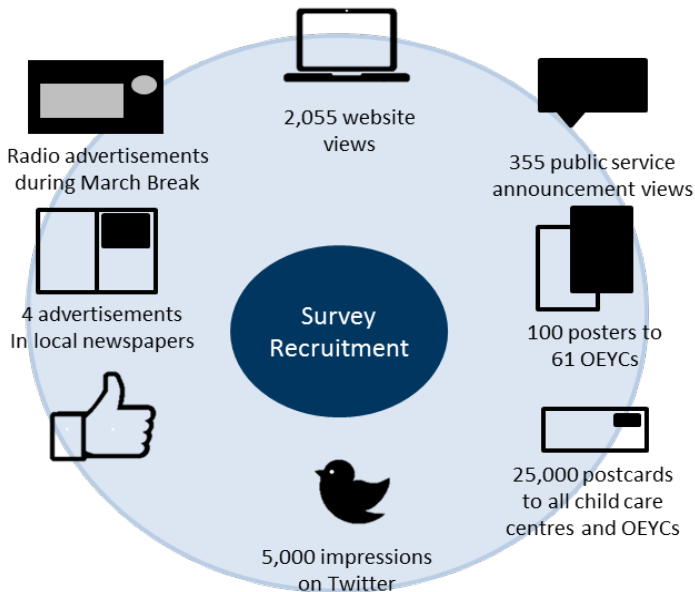 2,055 website
views
Radio advertisements
during March Break
355 public service
announcement views
4 advertisements
In local newspapers
Survey
Recruitment
100 posters to
61 OEYCs
25,000 postcards
to all child care
centres and OEYCs
5,000 impressions
on Twitter